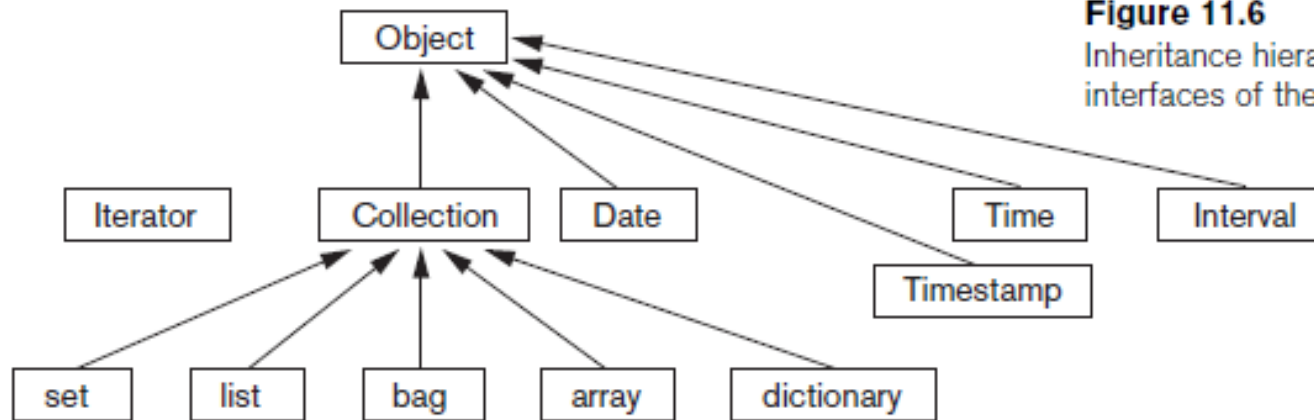 Figure 11.6
Object
Inheritance hiera
interfaces of the
Iterator Collection Date Time Interval
Timestamp
set list bag array dictionary